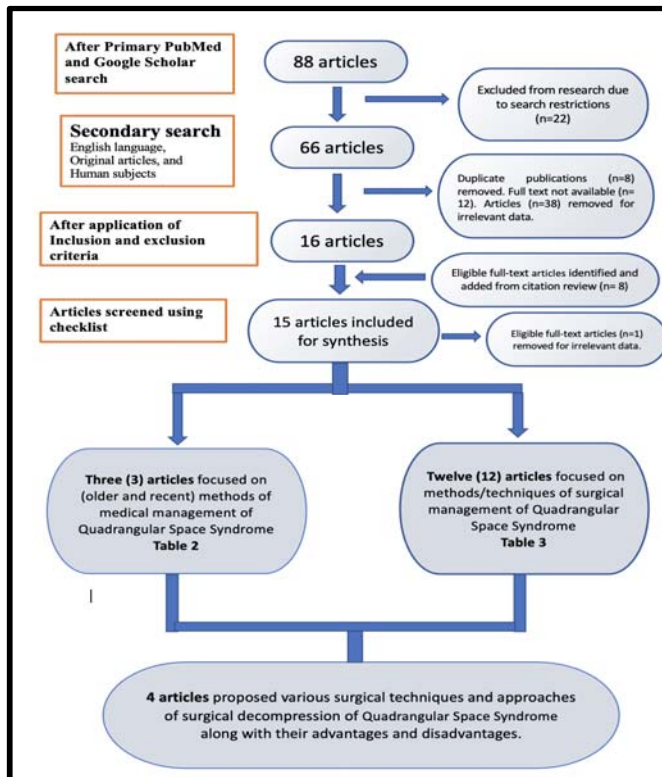 After Primary PubMed
and Google Scholar
search
88 articles
Excluded from research due
to search restrictions
(n=22)
Secondary search
English language,
Original articles, and
Human subjects
66 articles
Duplicate publications (n=8)
removed. Full text not available (n=
12). Articles (n=38) removed for
irrelevant data.
After application of
Inclusion and exclusion
criteria
16 articles
Eligible full-text articles identified and
added from citation review (n= 8)
Articles screened using
checklist
15 articles included
for synthesis
Eligible full-text articles (n=1)
removed for irrelevant data.
Three (3) articles focused on
(older and recent) methods of
medical management of
Quadrangular Space Syndrome
Table 2
Twelve (12) articles focused on
methods/techniques of surgical
management of Quadrangular
Space Syndrome
Table 3
4 articles proposed various surgical techniques and approaches
of surgical decompression of Quadrangular Space Syndrome
along with their advantages and disadvantages.